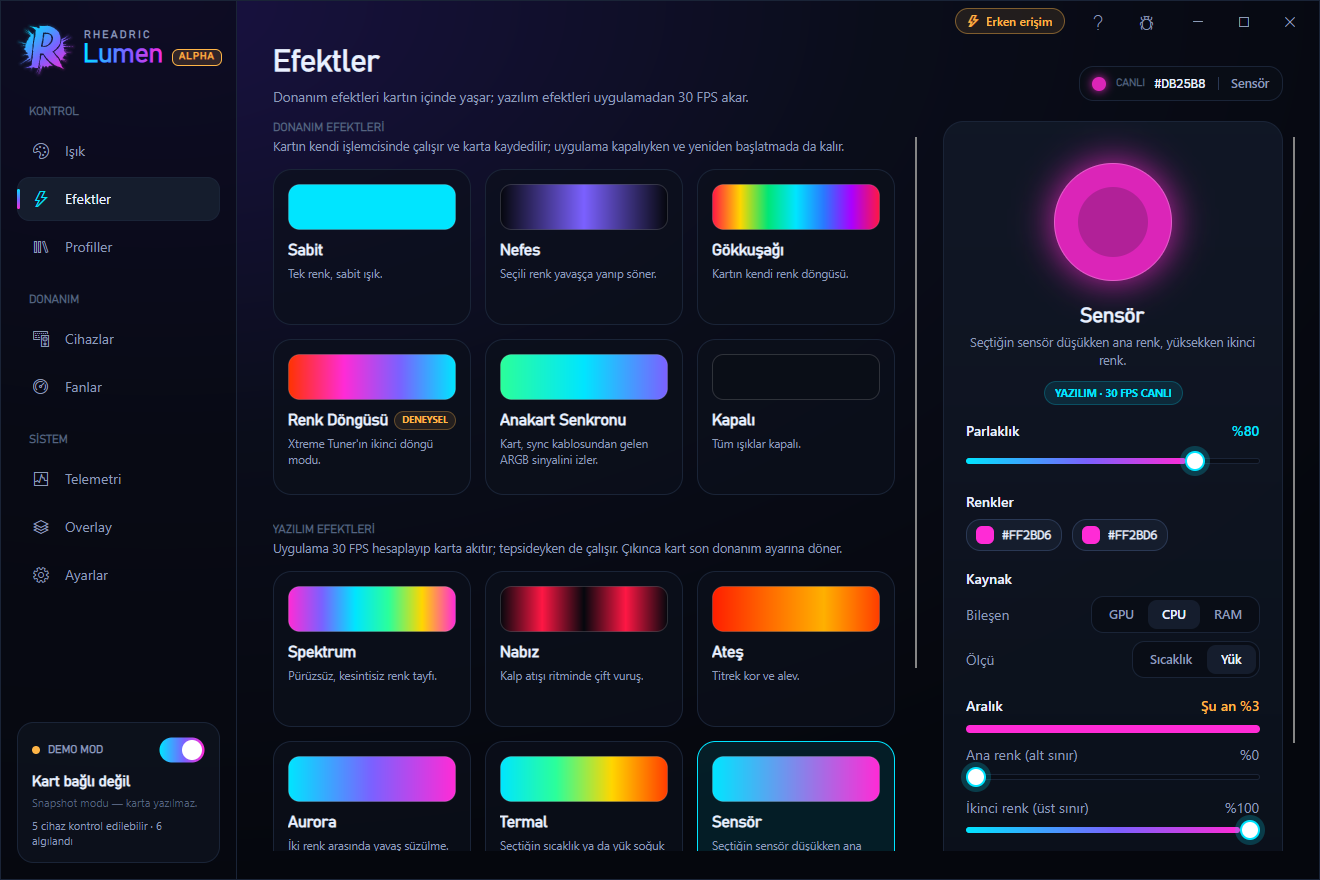 RHEADRIC
Lumen ALPHA
KONTROL
Işık
Efektler
Profiller
DONANIM
Cihazlar
Fanlar
SİSTEM
Telemetri
Overlay
Ayarlar
DEMO MOD
Kart bağlı değil
Snapshot modu — karta yazılmaz.
5 cihaz kontrol edilebilir · 6
algılandı
Erken erişim
Efektler
Donanım efektleri kartın içinde yaşar; yazılım efektleri uygulamadan 30 FPS akar.
CANLI #DB25B8 Sensör
DONANIM EFEKTLERİ
Kartın kendi işlemcisinde çalışır ve karta kaydedilir; uygulama kapalıyken ve yeniden başlatmada da kalır.
Sabit
Tek renk, sabit ışık.
Nefes
Seçili renk yavaşça yanıp söner.
Gökkuşağı
Kartın kendi renk döngüsü.
Renk Döngüsü DENEYSEL
Xtreme Tuner'ın ikinci döngü
modu.
Anakart Senkronu
Kart, sync kablosundan gelen
ARGB sinyalini izler.
Kapalı
Tüm ışıklar kapalı.
YAZILIM EFEKTLERİ
Uygulama 30 FPS hesaplayıp karta akıtır; tepsideyken de çalışır. Çıkınca kart son donanım ayarına döner.
Spektrum
Pürüzsüz, kesintisiz renk tayfı.
Nabız
Kalp atışı ritminde çift vuruş.
Ateş
Titrek kor ve alev.
Aurora
İki renk arasında yavaş süzülme.
Termal
Seçtiğin sıcaklık ya da yük soğuk
Sensör
Seçtiğin sensör düşükken ana
Sensör
Seçtiğin sensör düşükken ana renk, yüksekken ikinci
renk.
YAZILIM · 30 FPS CANLI
Parlaklık %80
Renkler
#FF2BD6 #FF2BD6
Kaynak
Bileşen GPU CPU RAM
Ölçü Sıcaklık Yük
Aralık Şu an %3
Ana renk (alt sınır) %0
İkinci renk (üst sınır) %100